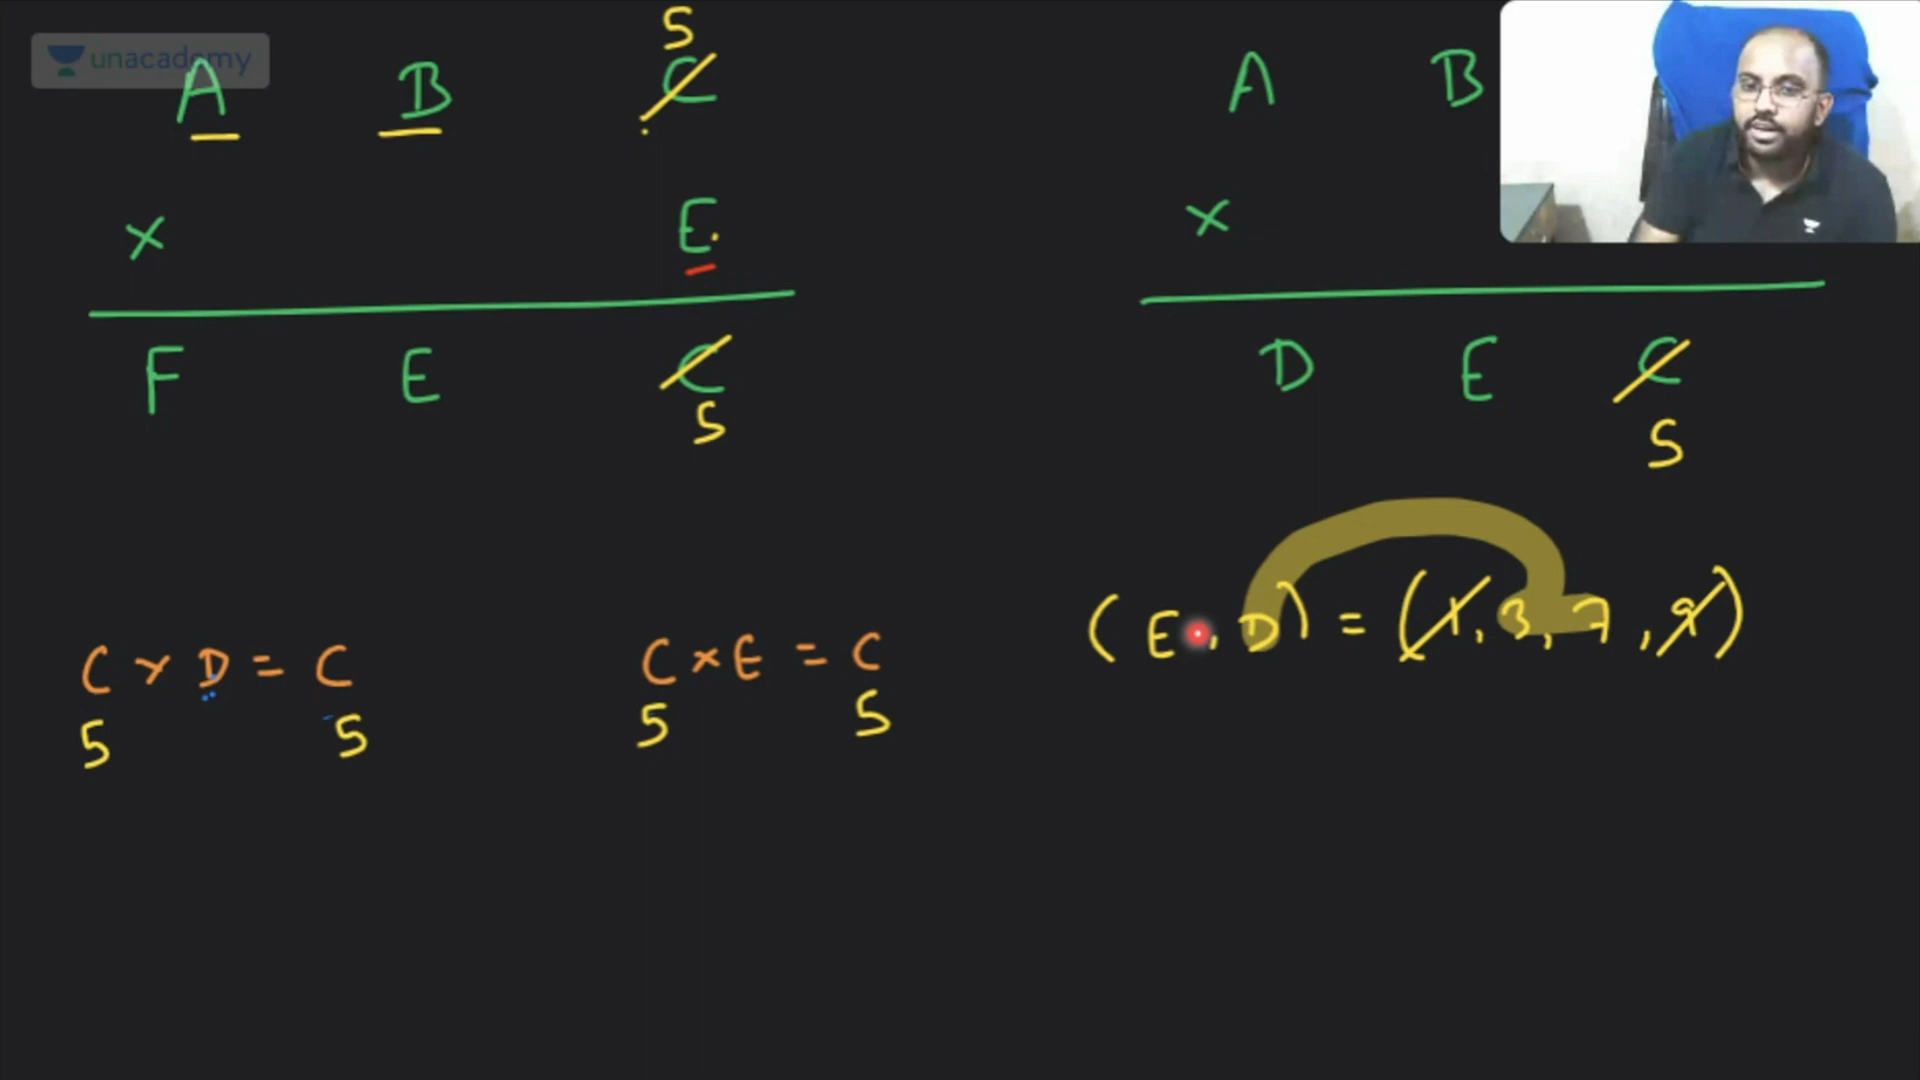 unacademy
5
A B C
× E.
F E C
5
A B
×
D E C
5
C × D = C
5 5
C × E = C
5 5
(E, D) = (1, 3, 7, 9)